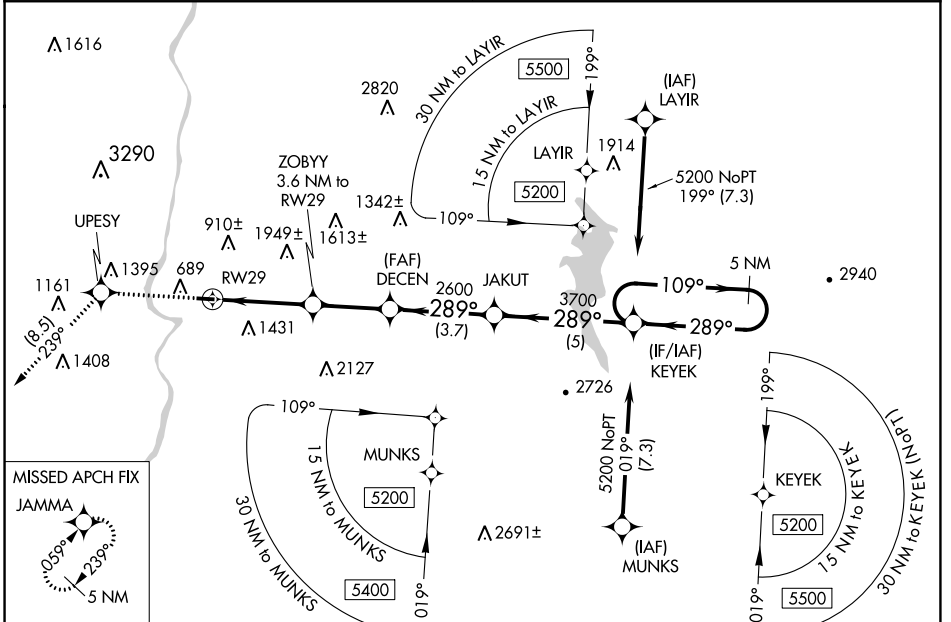 1616
3290
2820
30 NM to LAYIR
5500
199°
15 NM to LAYIR
LAYIR
5200
109°
1914
(IAF)
LAYIR
5200 NoPT
199° (7.3)
ZOBYY
3.6 NM to
RW29
1342±
910±
1949±
1613±
UPESY
1395
689
RW29
1161
(8.5)
239°
1408
1431
2127
(FAF)
DECEN
2600
289°
(3.7)
JAKUT
3700
289°
(5)
109°
5 NM
289°
2940
(IF/IAF)
KEYEK
2726
5200 NoPT
019°
(7.3)
(IAF)
MUNKS
109°
MUNKS
5200
15 NM to MUNKS
30 NM to MUNKS
5400
019°
2691±
199°
KEYEK
5200
15 NM to KEYEK
30 NM to KEYEK (NoPT)
5500
019°
MISSED APCH FIX
JAMMA
059°
239°
5 NM